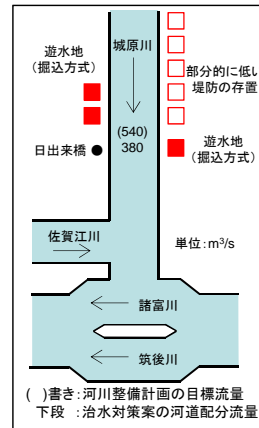 遊水地
(掘込方式)
城原川
部分的に低い
堤防の存置
(540)
380
日出来橋
遊水地
(掘込方式)
佐賀江川
単位:m³/s
諸富川
筑後川
( )書き:河川整備計画の目標流量
下段 :治水対策案の河道配分流量